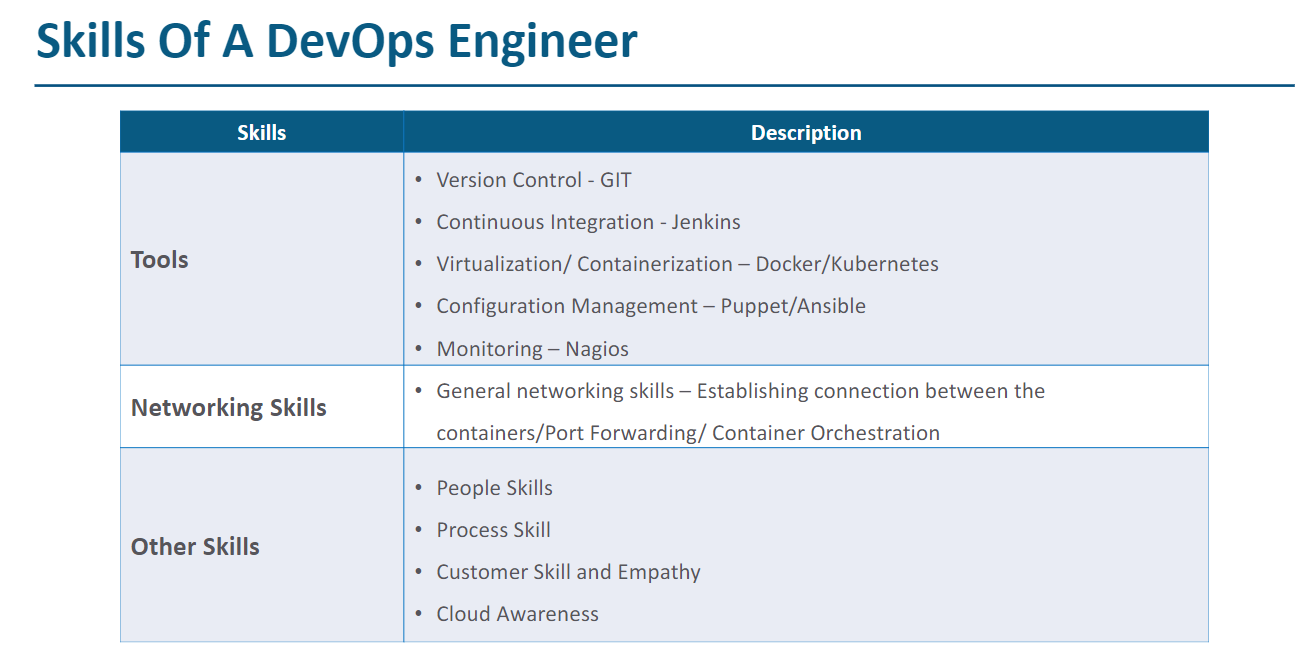 Skills Of A DevOps Engineer
Skills
Description
Tools
• Version Control - GIT
• Continuous Integration - Jenkins
• Virtualization/ Containerization – Docker/Kubernetes
• Configuration Management – Puppet/Ansible
• Monitoring – Nagios
Networking Skills
• General networking skills – Establishing connection between the
containers/Port Forwarding/ Container Orchestration
Other Skills
• People Skills
• Process Skill
• Customer Skill and Empathy
• Cloud Awareness